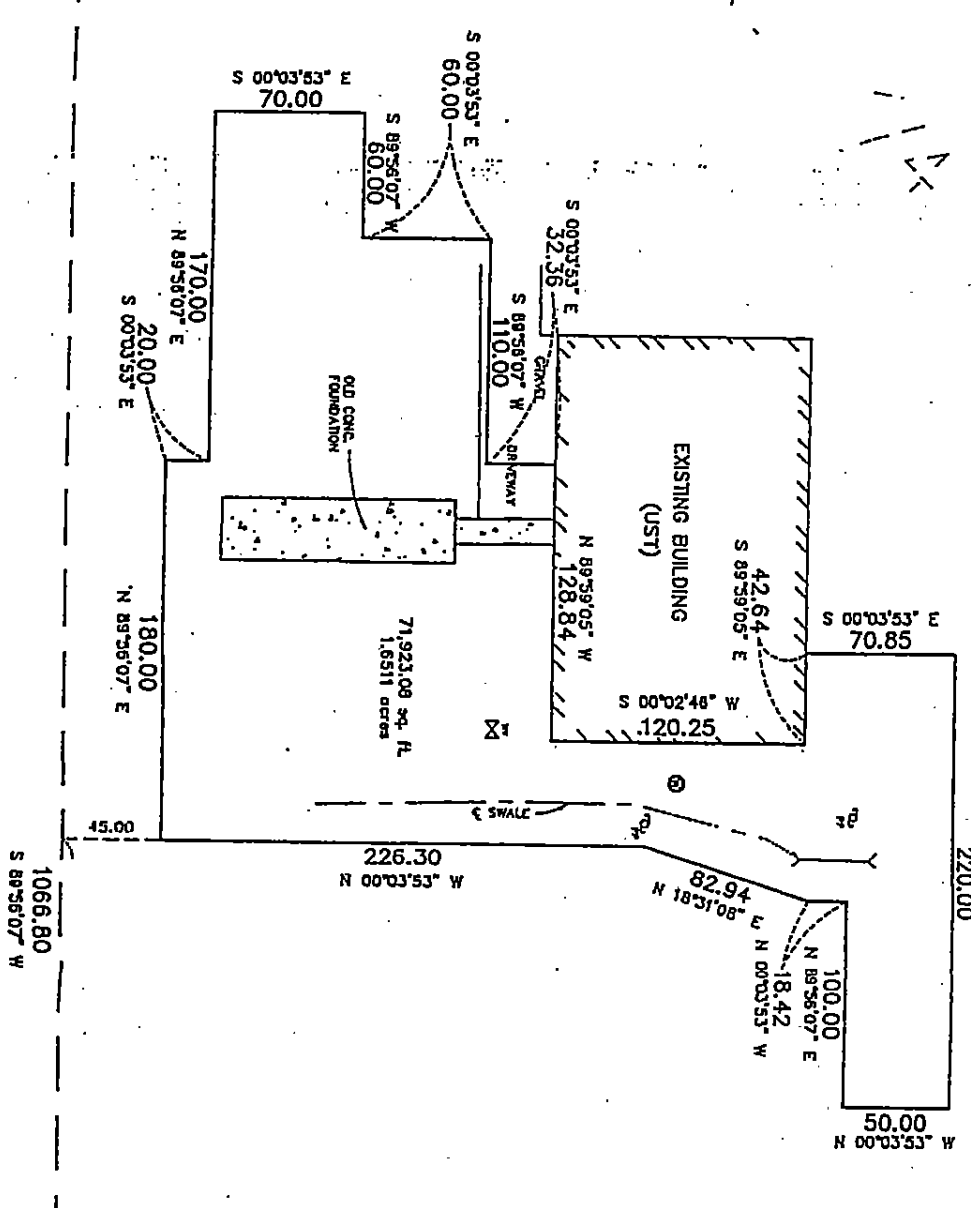 S 00°03'53" E
70.00
S 00°03'53" E
60.00
S 89°56'07" W
60.00
S 00°03'53" E
32.36
S 89°56'07" W
110.00
GRAVEL
DRIVEWAY
170.00
N 89°56'07" E
20.00
S 00°03'53" E
OLD CONC.
FOUNDATION
EXISTING BUILDING
(UST)
42.64
S 89°59'05" E
S 00°03'53" E
70.85
N 89°59'05" W
128.84
S 00°02'46" W
120.25
71,923.08 sq. ft.
1.6511 acres
180.00
N 89°56'07" E
℄ SWALE
220.00
45.00
226.30
N 00°03'53" W
82.94
N 18°31'08" E
100.00
N 89°56'07" E
18.42
N 00°03'53" W
50.00
N 00°03'53" W
1066.80
S 89°56'07" W